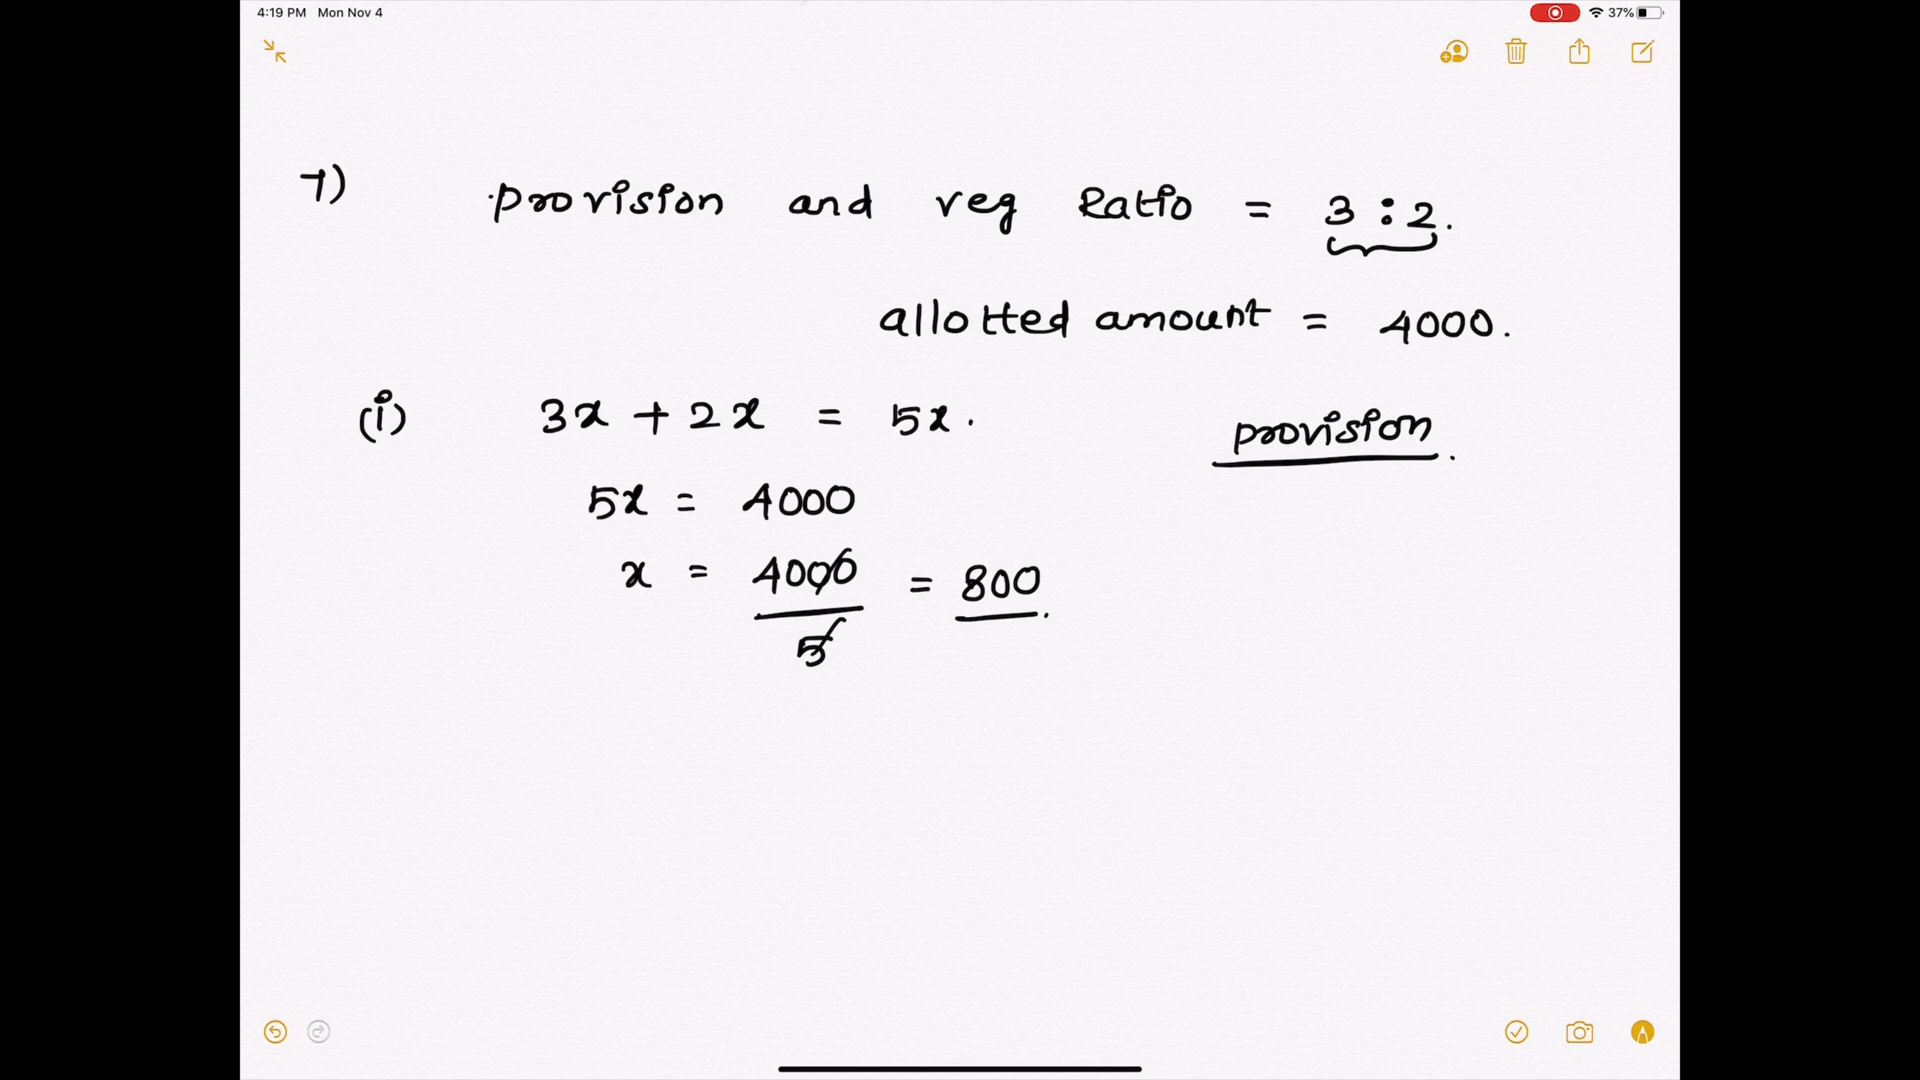 4:19 PM Mon Nov 4
37%
7)
provision and reg Ratio = 3 : 2.
allotted amount = 4000.
(i) 3x + 2x = 5x.
provision.
5x = 4000
x = 4000/5 = 800.